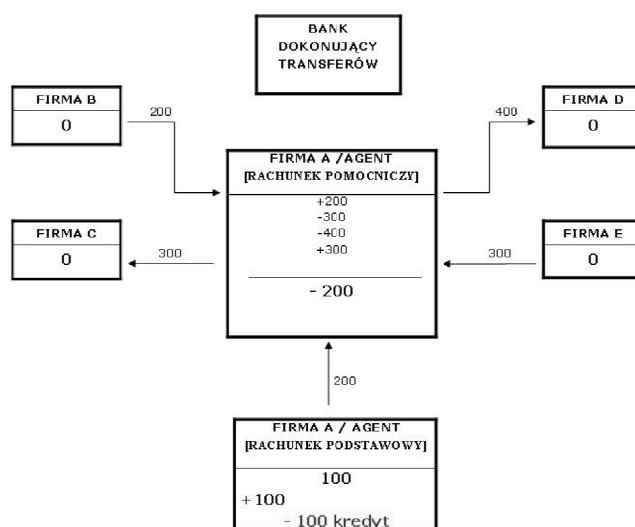 BANK
DOKONUJĄCY
TRANSFERÓW
FIRMA B
0
200
400
FIRMA D
0
FIRMA A /AGENT
[RACHUNEK POMOCNICZY]
+200
-300
-400
+300
- 200
FIRMA C
0
300
300
FIRMA E
0
200
FIRMA A / AGENT
[RACHUNEK PODSTAWOWY]
100
+100
- 100 kredyt